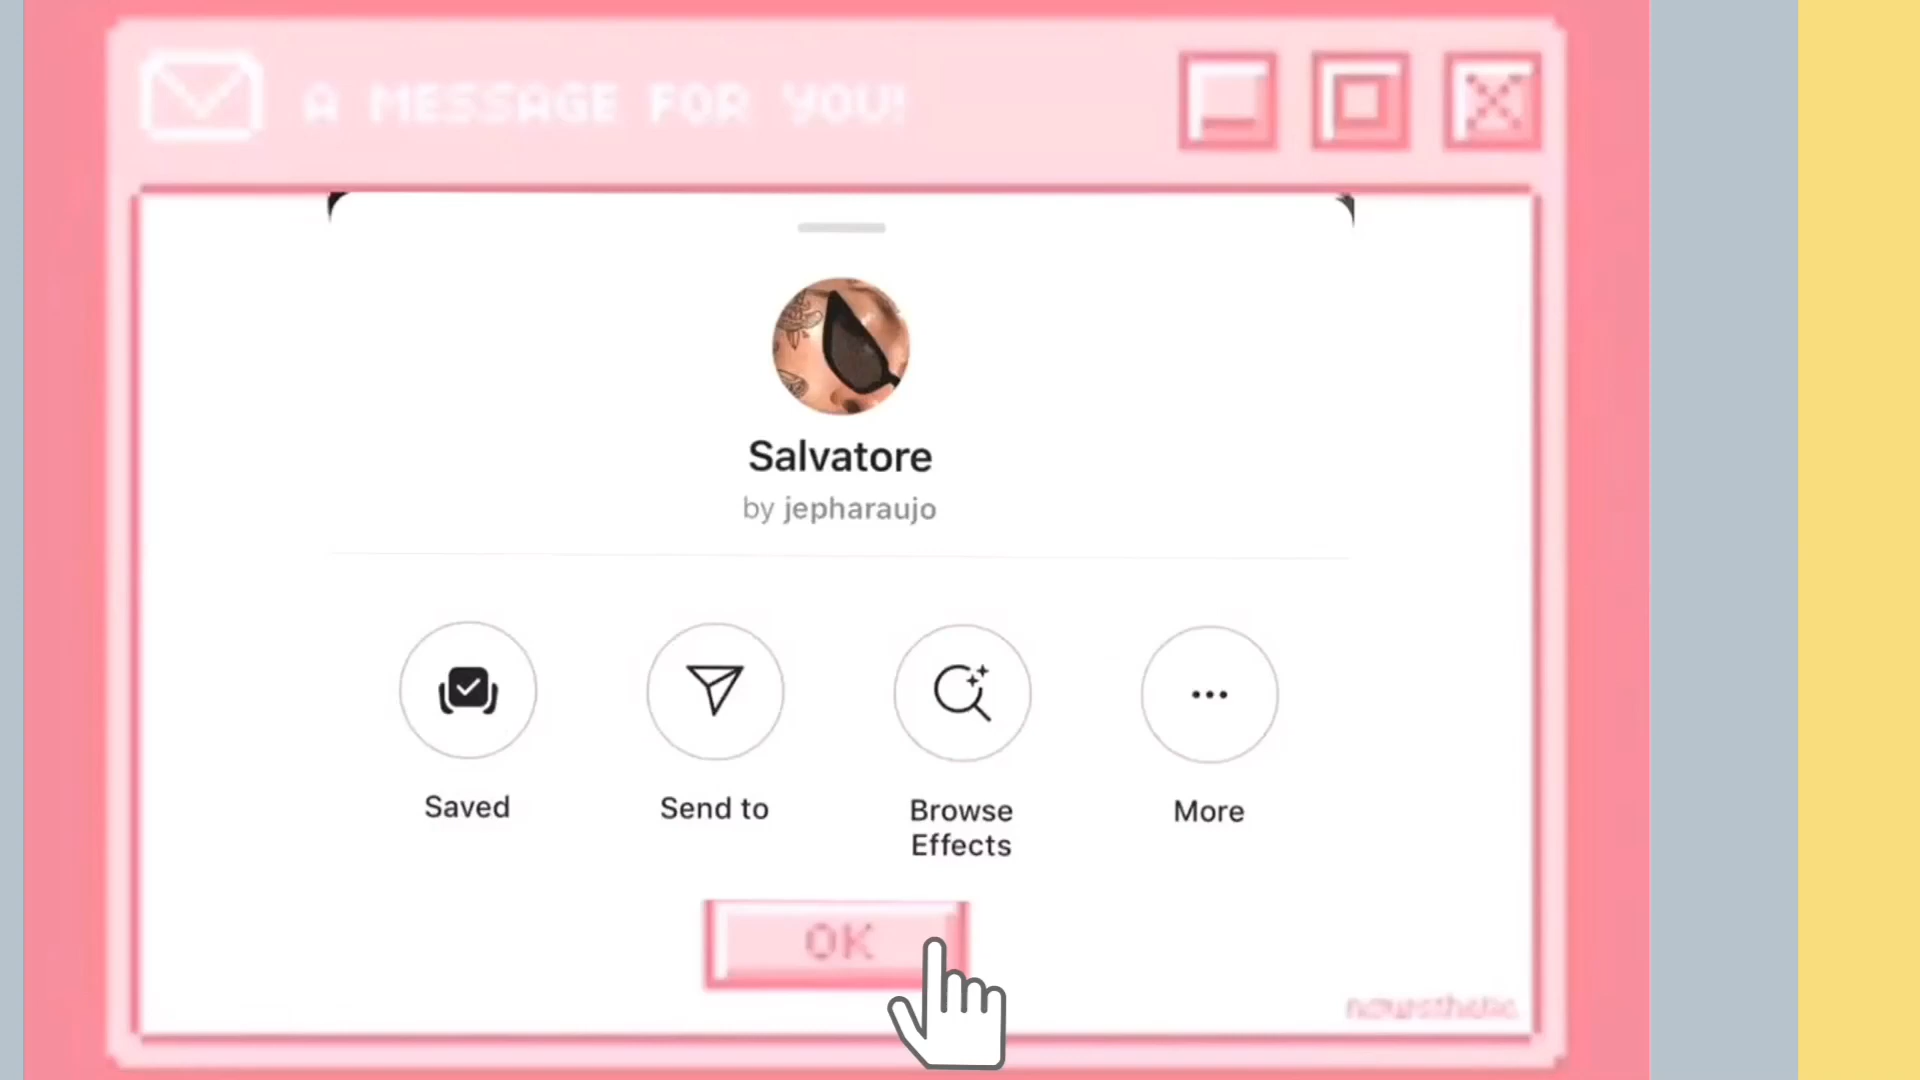 A MESSAGE FOR YOU!
Salvatore
by jepharaujo
Saved
Send to
Browse
Effects
More
OK